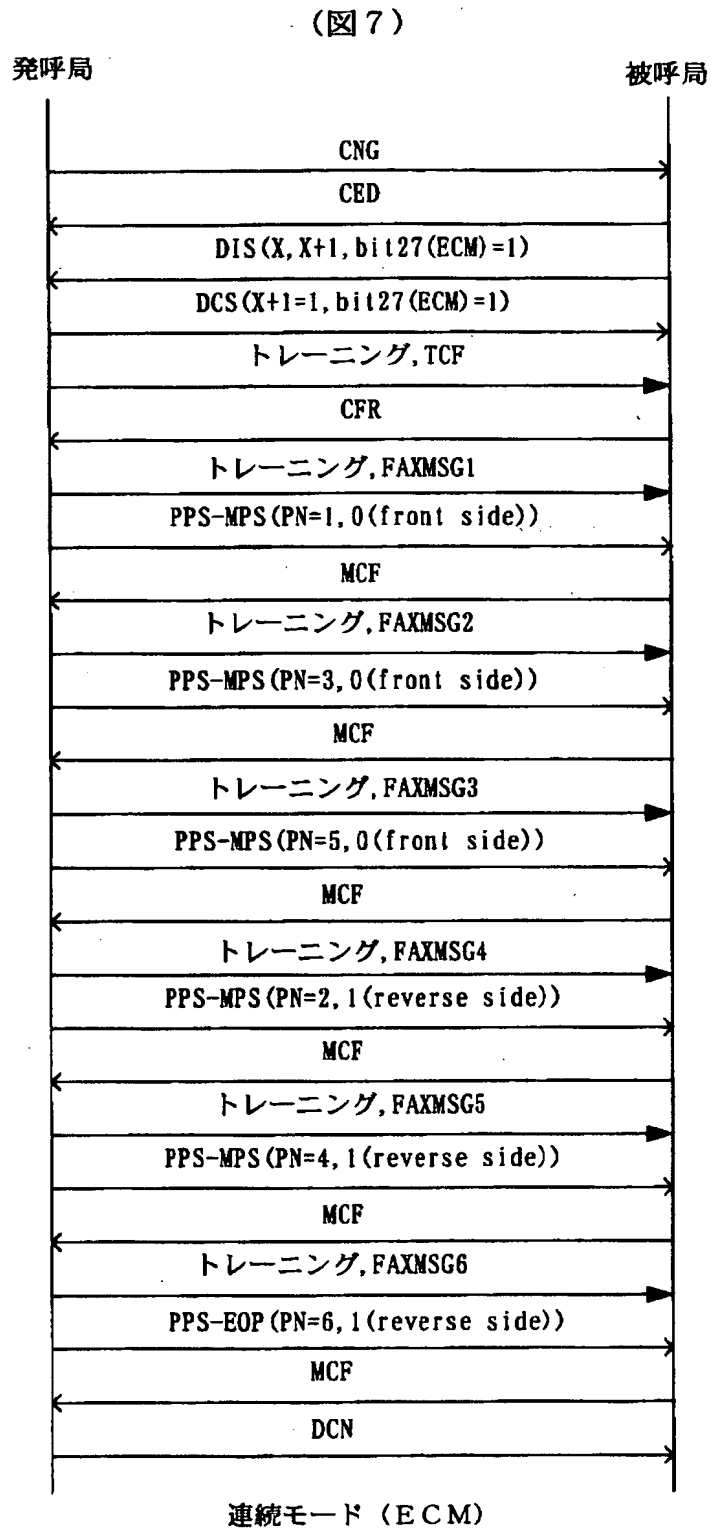 (図7)
発呼局
被呼局
CNG
CED
DIS(X,X+1,bit27(ECM)=1)
DCS(X+1=1,bit27(ECM)=1)
トレーニング,TCF
CFR
トレーニング,FAXMSG1
PPS-MPS(PN=1,0(front side))
MCF
トレーニング,FAXMSG2
PPS-MPS(PN=3,0(front side))
MCF
トレーニング,FAXMSG3
PPS-MPS(PN=5,0(front side))
MCF
トレーニング,FAXMSG4
PPS-MPS(PN=2,1(reverse side))
MCF
トレーニング,FAXMSG5
PPS-MPS(PN=4,1(reverse side))
MCF
トレーニング,FAXMSG6
PPS-EOP(PN=6,1(reverse side))
MCF
DCN
連続モード(ECM)